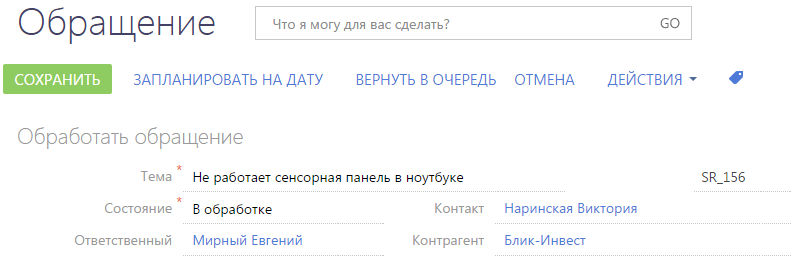 Обращение
Что я могу для вас сделать? GO
СОХРАНИТЬ ЗАПЛАНИРОВАТЬ НА ДАТУ ВЕРНУТЬ В ОЧЕРЕДЬ ОТМЕНА ДЕЙСТВИЯ
Обработать обращение
Тема * Не работает сенсорная панель в ноутбуке SR_156
Состояние * В обработке Контакт Наринская Виктория
Ответственный Мирный Евгений Контрагент Блик-Инвест